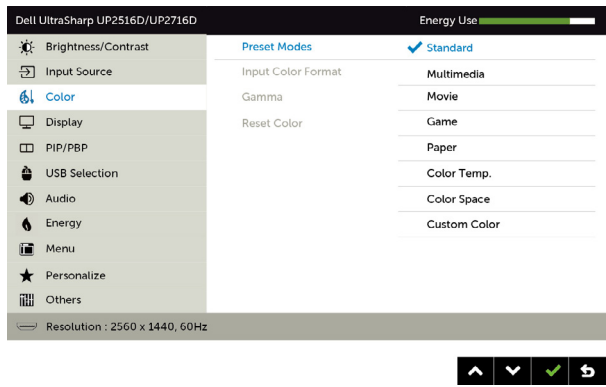 Dell UltraSharp UP2516D/UP2716D Energy Use
Brightness/Contrast Preset Modes Standard
Input Source Input Color Format Multimedia
Color Gamma Movie
Display Reset Color Game
PIP/PBP Paper
USB Selection Color Temp.
Audio Color Space
Energy Custom Color
Menu
Personalize
Others
Resolution : 2560 x 1440, 60Hz